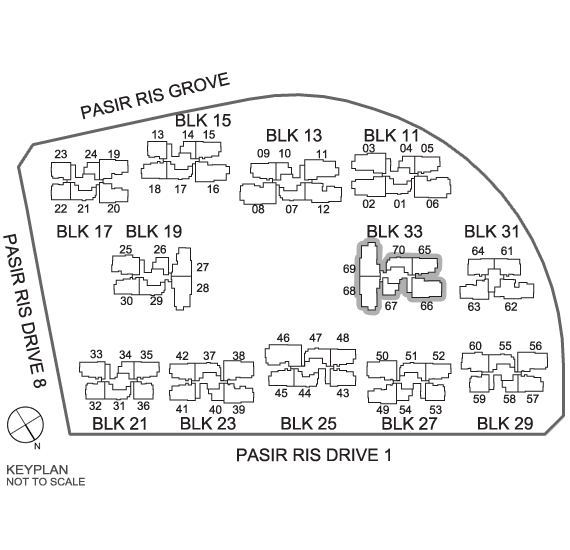 PASIR RIS GROVE
BLK 15
13 14 15
18 17 16
BLK 13
09 10 11
08 07 12
BLK 11
03 04 05
02 01 06
23 24 19
22 21 20
BLK 17
BLK 19
25 26
27
28
30 29
BLK 33
70 65
69
68
67 66
BLK 31
64 61
63 62
PASIR RIS DRIVE 8
33 34 35
32 31 36
BLK 21
42 37 38
41 40 39
BLK 23
46 47 48
45 44 43
BLK 25
50 51 52
49 54 53
BLK 27
60 55 56
59 58 57
BLK 29
PASIR RIS DRIVE 1
N
KEYPLAN
NOT TO SCALE